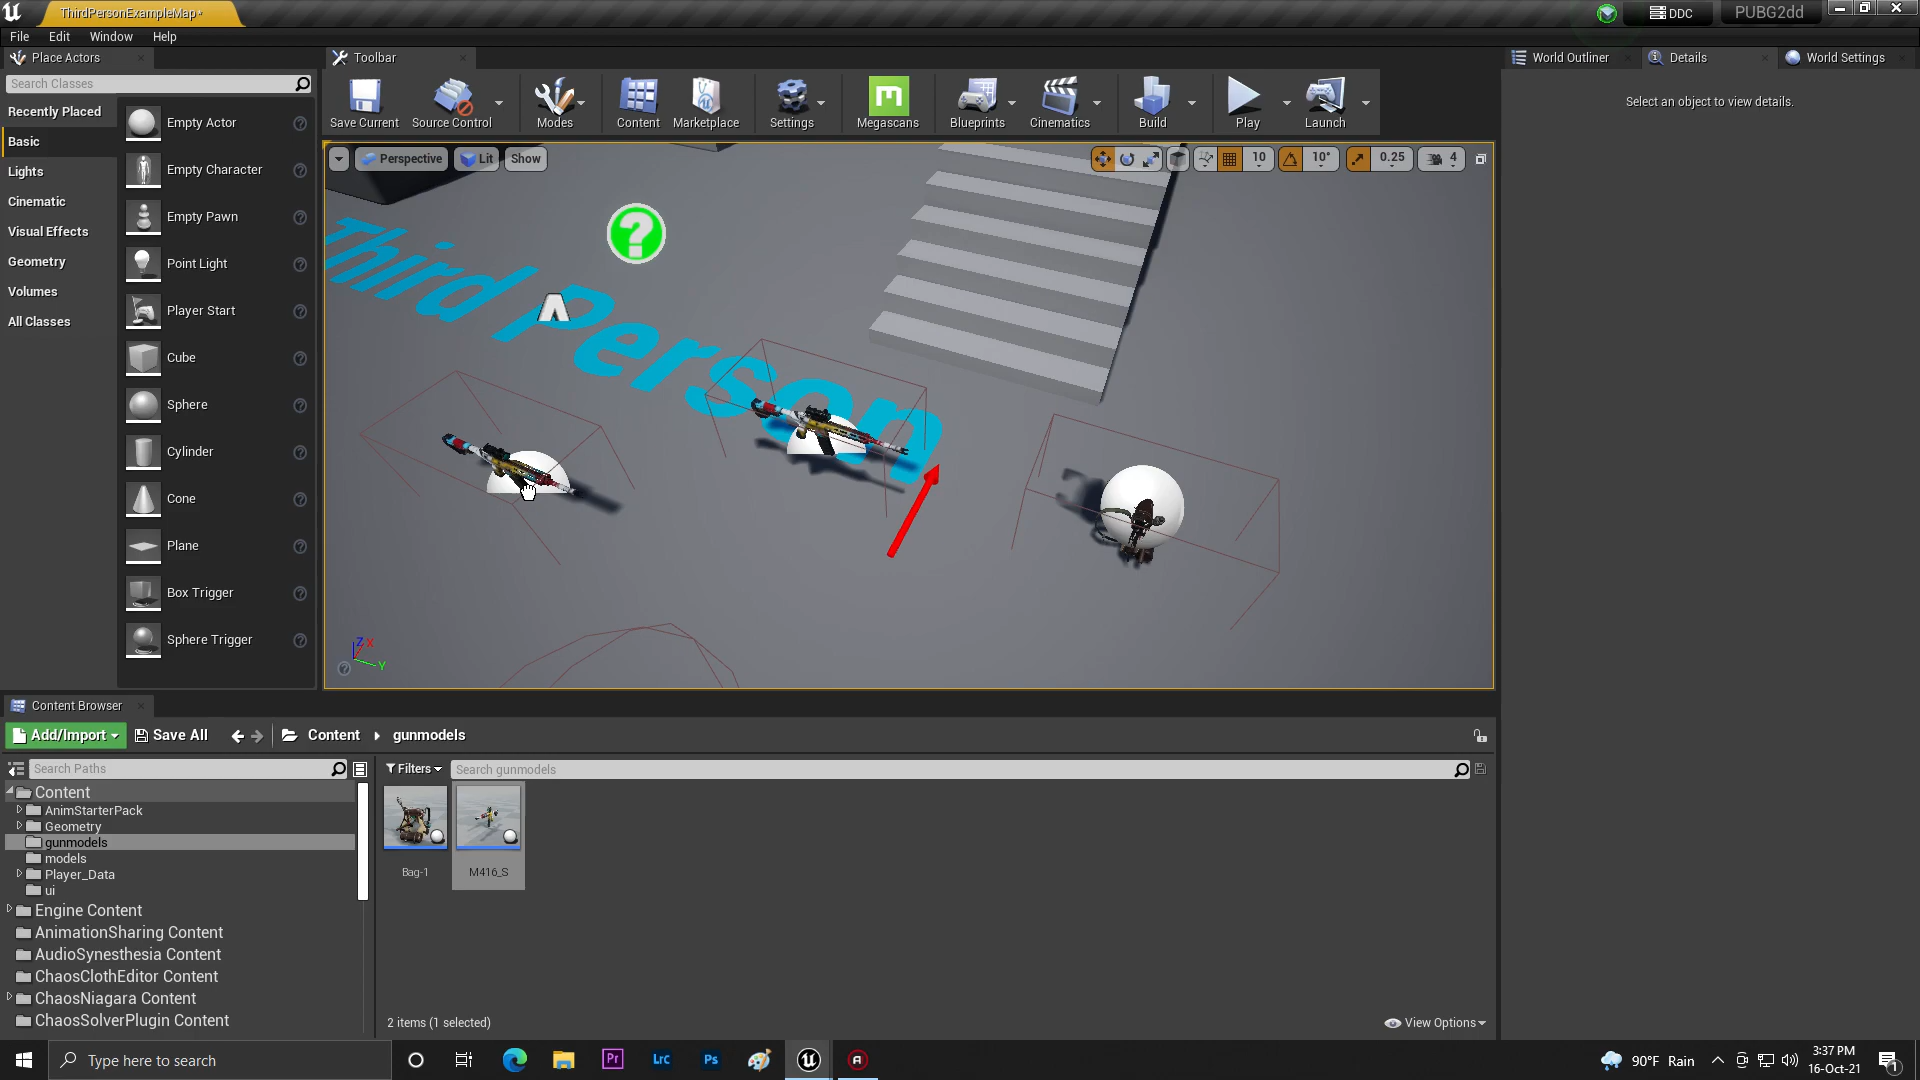 ThirdPersonExampleMap*
DDC
PUBG2dd
File Edit Window Help
Place Actors
Toolbar
World Outliner
Details
World Settings
Search Classes
Recently Placed
Basic
Lights
Cinematic
Visual Effects
Geometry
Volumes
All Classes
Empty Actor
Empty Character
Empty Pawn
Point Light
Player Start
Cube
Sphere
Cylinder
Cone
Plane
Box Trigger
Sphere Trigger
Save Current
Source Control
Modes
Content
Marketplace
Settings
Megascans
Blueprints
Cinematics
Build
Play
Launch
Select an object to view details.
Perspective
Lit
Show
10
10°
0.25
4
Third Person
Z X
Y
Content Browser
Add/Import
Save All
Content
gunmodels
Search Paths
Filters
Search gunmodels
Content
AnimStarterPack
Geometry
gunmodels
models
Player_Data
ui
Engine Content
AnimationSharing Content
AudioSynesthesia Content
ChaosClothEditor Content
ChaosNiagara Content
ChaosSolverPlugin Content
Bag-1
M416_S
2 items (1 selected)
View Options
Type here to search
Pr
Lrc
Ps
90°F Rain
3:37 PM
16-Oct-21
1